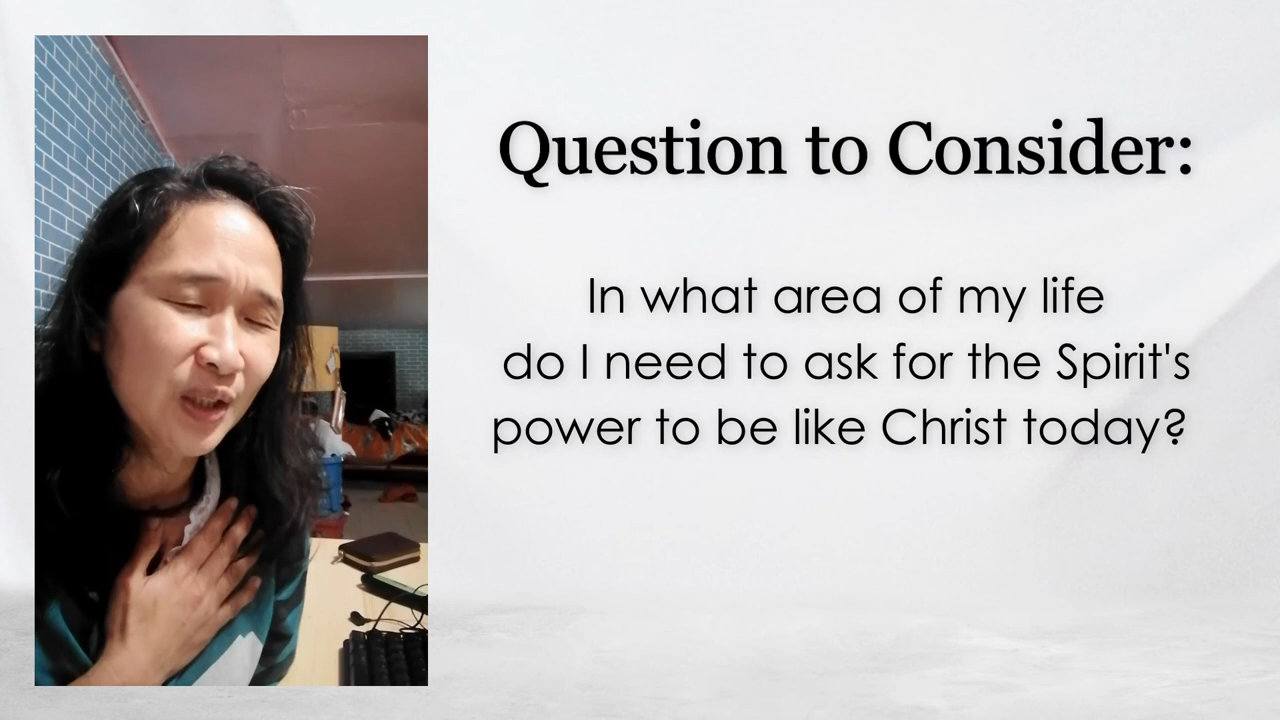 Question to Consider:
In what area of my life
do I need to ask for the Spirit's
power to be like Christ today?